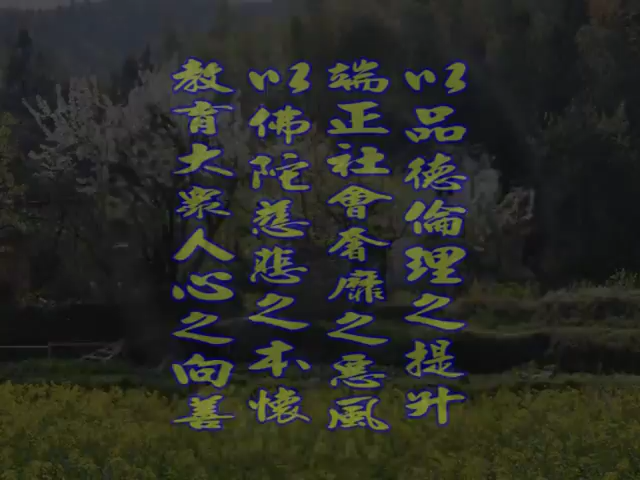 以品德倫理之提升
端正社會奢靡之惡風
以佛陀慈悲之本懷
教育大眾人心之向善